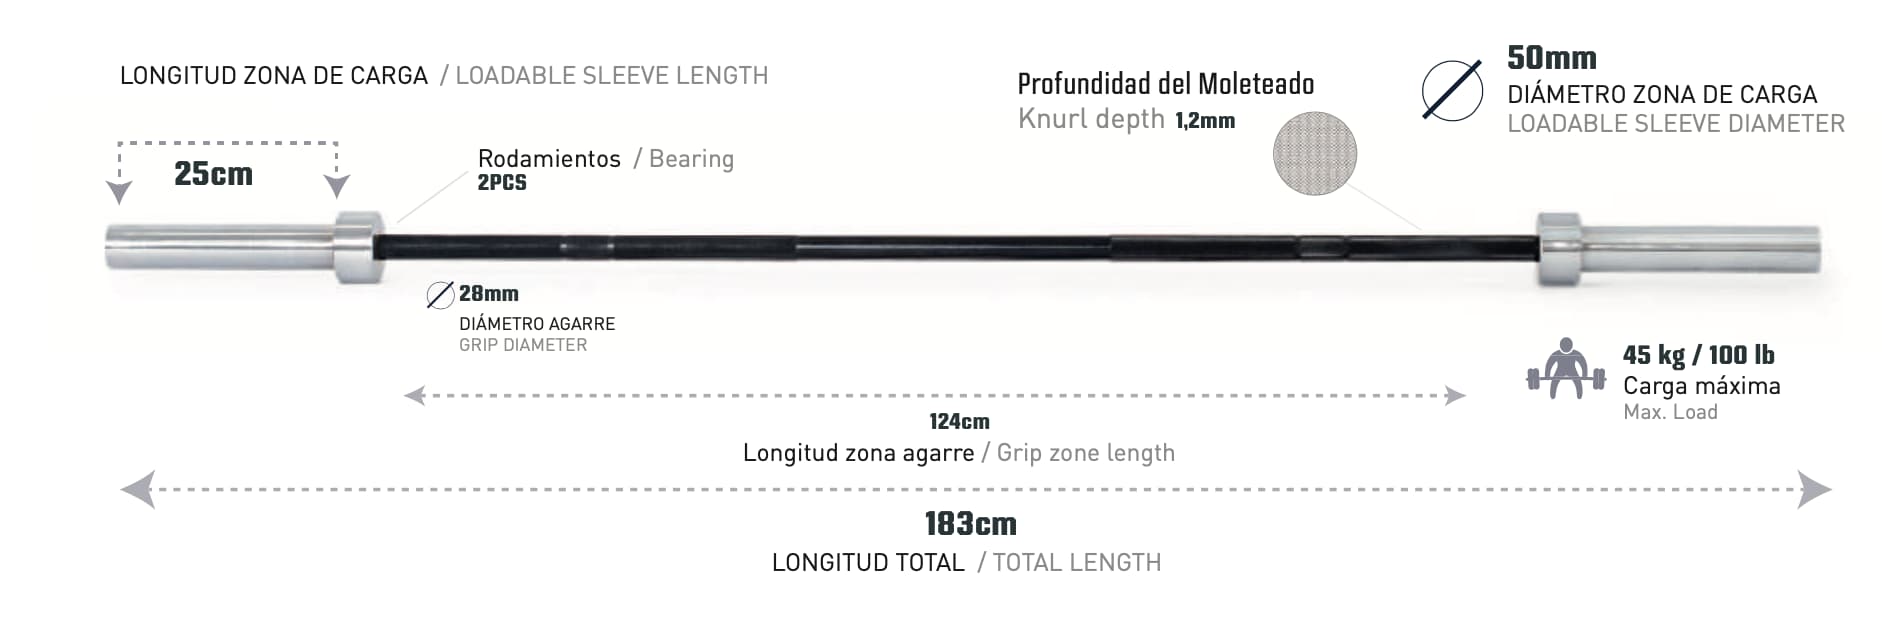 LONGITUD ZONA DE CARGA / LOADABLE SLEEVE LENGTH
25cm
Rodamientos / Bearing
2PCS
Profundidad del Moleteado
Knurl depth 1,2mm
50mm
DIÁMETRO ZONA DE CARGA
LOADABLE SLEEVE DIAMETER
28mm
DIÁMETRO AGARRE
GRIP DIAMETER
45 kg / 100 lb
Carga máxima
Max. Load
124cm
Longitud zona agarre / Grip zone length
183cm
LONGITUD TOTAL / TOTAL LENGTH